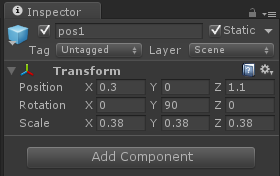 Inspector
pos1 Static
Tag Untagged Layer Scene
Transform
Position X 0.3 Y 0 Z 1.1
Rotation X 0 Y 90 Z 0
Scale X 0.38 Y 0.38 Z 0.38
Add Component